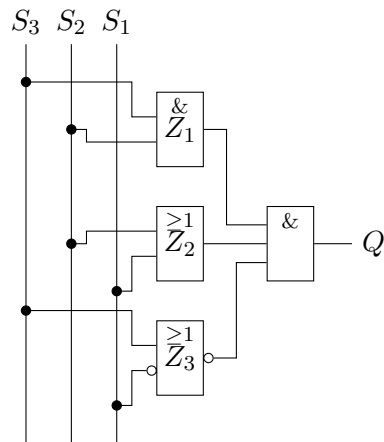 S₃ S₂ S₁
&
Z₁
≥1
Z₂
&
Q
≥1
Z₃